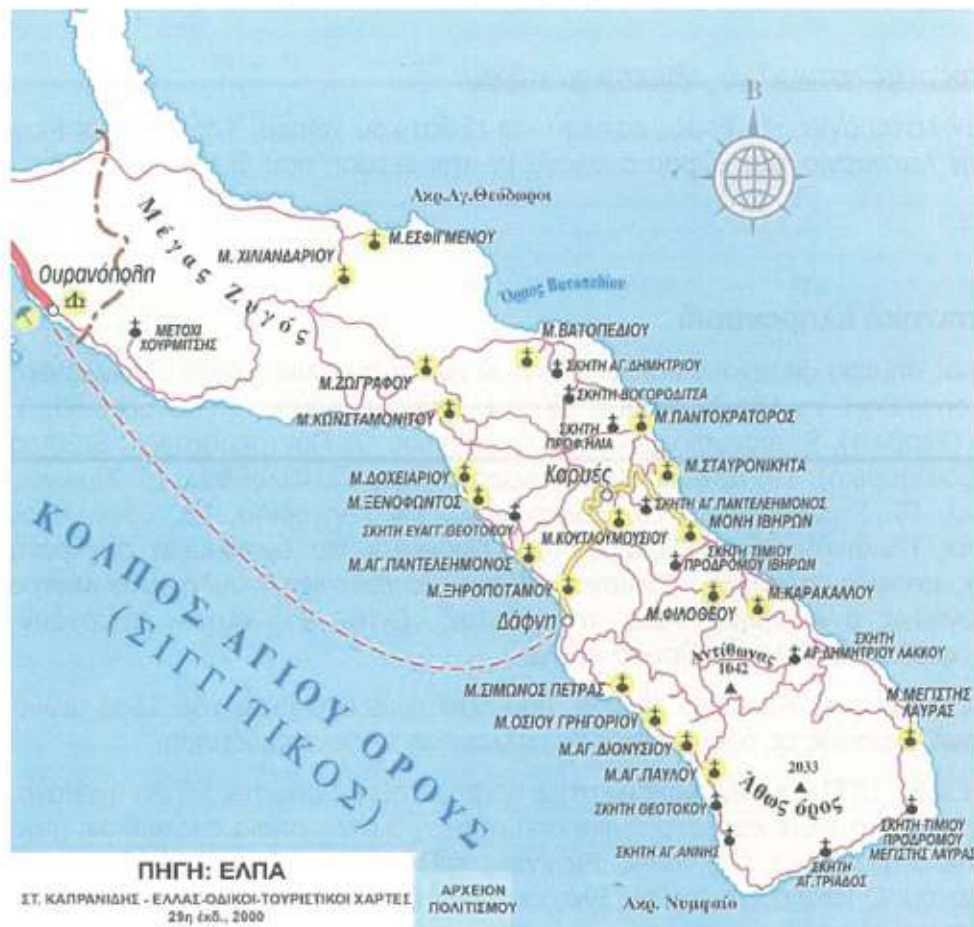 Β
Ακρ.Αγ.Θεόδωροι
Μ.ΕΣΦΙΓΜΕΝΟΥ
Μ. ΧΙΛΙΑΝΔΑΡΙΟΥ
Μέγας Ζυγός
Ουρανόπολη
Όρμος Βατοπεδίου
ΜΕΤΟΧΙ
ΧΟΥΡΜΙΤΣΗΣ
Μ.ΒΑΤΟΠΕΔΙΟΥ
ΣΚΗΤΗ ΑΓ.ΔΗΜΗΤΡΙΟΥ
Μ.ΖΩΓΡΑΦΟΥ
ΣΚΗΤΗ ΒΟΓΟΡΟΔΙΤΣΑ
Μ.ΚΩΝΣΤΑΜΟΝΙΤΟΥ
Μ.ΠΑΝΤΟΚΡΑΤΟΡΟΣ
ΣΚΗΤΗ
ΠΡΟΦ.ΗΛΙΑ
Μ.ΣΤΑΥΡΟΝΙΚΗΤΑ
Μ.ΔΟΧΕΙΑΡΙΟΥ
Καρυές
Μ.ΞΕΝΟΦΩΝΤΟΣ
ΣΚΗΤΗ ΑΓ.ΠΑΝΤΕΛΕΗΜΟΝΟΣ
ΜΟΝΗ ΙΒΗΡΩΝ
ΣΚΗΤΗ ΕΥΑΓΓ.ΘΕΟΤΟΚΟΥ
Μ.ΚΟΥΤΛΟΥΜΟΥΣΙΟΥ
ΣΚΗΤΗ ΤΙΜΙΟΥ
ΠΡΟΔΡΟΜΟΥ ΙΒΗΡΩΝ
Μ.ΑΓ.ΠΑΝΤΕΛΕΗΜΟΝΟΣ
Μ.ΞΗΡΟΠΟΤΑΜΟΥ
Μ.ΚΑΡΑΚΑΛΛΟΥ
Μ.ΦΙΛΟΘΕΟΥ
Δάφνη
Αντίθωνας
1042
ΣΚΗΤΗ
ΑΓ.ΔΗΜΗΤΡΙΟΥ ΛΑΚΚΟΥ
ΚΟΛΠΟΣ ΑΓΙΟΥ ΟΡΟΥΣ
(ΣΙΓΓΙΤΙΚΟΣ)
Μ.ΣΙΜΩΝΟΣ ΠΕΤΡΑΣ
Μ.ΜΕΓΙΣΤΗΣ
ΛΑΥΡΑΣ
Μ.ΟΣΙΟΥ ΓΡΗΓΟΡΙΟΥ
Μ.ΑΓ.ΔΙΟΝΥΣΙΟΥ
Μ.ΑΓ.ΠΑΥΛΟΥ
2033
Άθως όρος
ΣΚΗΤΗ ΘΕΟΤΟΚΟΥ
ΣΚΗΤΗ ΤΙΜΙΟΥ
ΠΡΟΔΡΟΜΟΥ
ΜΕΓΙΣΤΗΣ ΛΑΥΡΑΣ
ΣΚΗΤΗ ΑΓ.ΑΝΝΗΣ
ΣΚΗΤΗ
ΑΓ.ΤΡΙΑΔΟΣ
Ακρ. Νυμφαίο
ΠΗΓΗ: ΕΛΠΑ
ΣΤ. ΚΑΠΡΑΝΙΔΗΣ - ΕΛΛΑΣ-ΟΔΙΚΟΙ-ΤΟΥΡΙΣΤΙΚΟΙ ΧΑΡΤΕΣ
29η έκδ., 2000
ΑΡΧΕΙΟΝ
ΠΟΛΙΤΙΣΜΟΥ